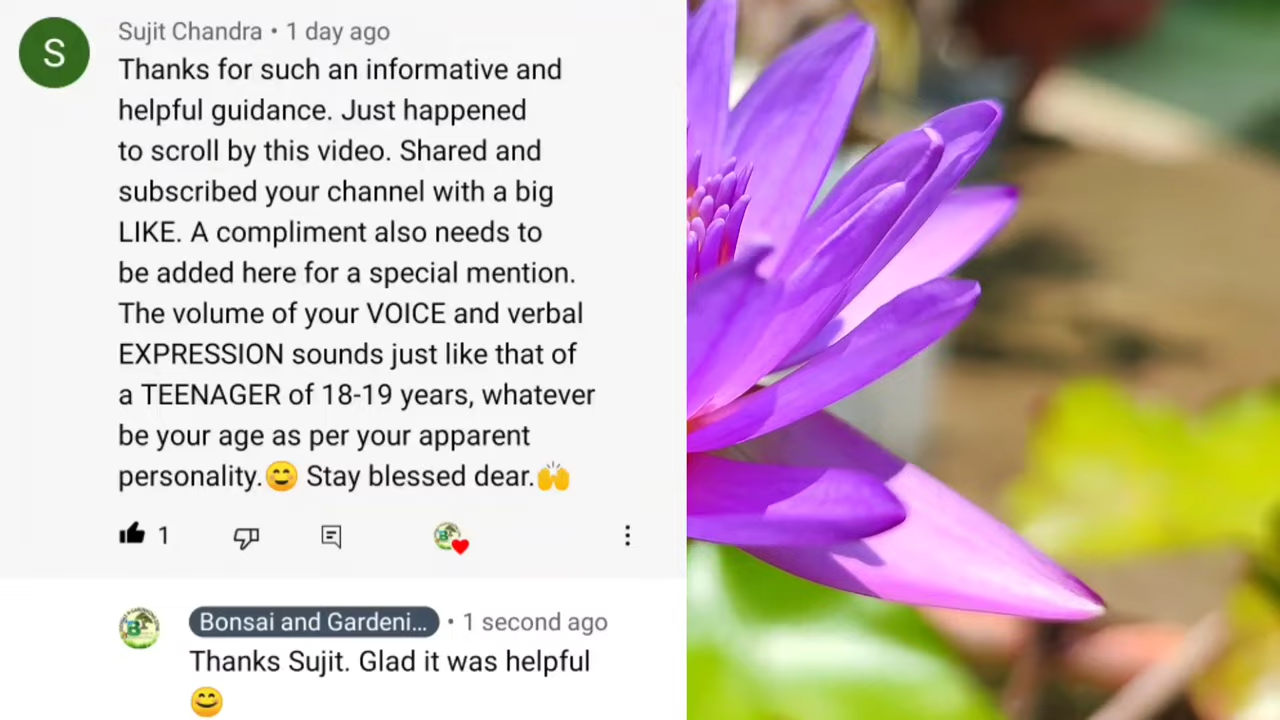 S
Sujit Chandra • 1 day ago
Thanks for such an informative and
helpful guidance. Just happened
to scroll by this video. Shared and
subscribed your channel with a big
LIKE. A compliment also needs to
be added here for a special mention.
The volume of your VOICE and verbal
EXPRESSION sounds just like that of
a TEENAGER of 18-19 years, whatever
be your age as per your apparent
personality.😊 Stay blessed dear.🙌
1
Bonsai and Gardeni... • 1 second ago
Thanks Sujit. Glad it was helpful
😊